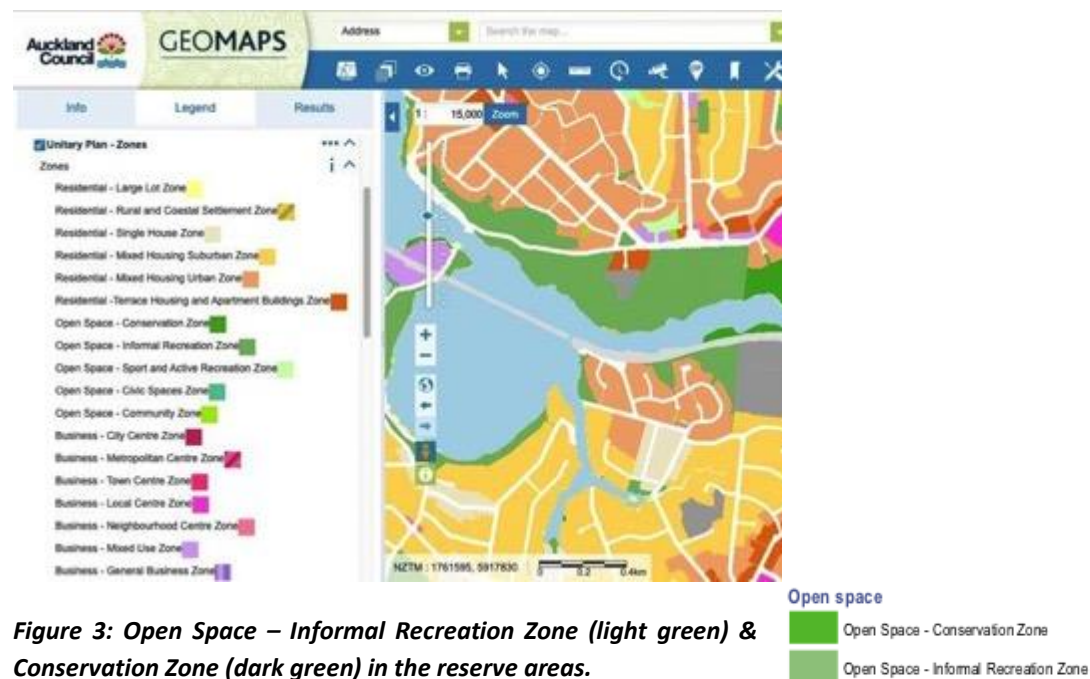 Auckland Council
GEOMAPS
Address
Search the map...
Info Legend Results
1: 15,000 Zoom
Unitary Plan - Zones
Zones
Residential - Large Lot Zone
Residential - Rural and Coastal Settlement Zone
Residential - Single House Zone
Residential - Mixed Housing Suburban Zone
Residential - Mixed Housing Urban Zone
Residential -Terrace Housing and Apartment Buildings Zone
Open Space - Conservation Zone
Open Space - Informal Recreation Zone
Open Space - Sport and Active Recreation Zone
Open Space - Civic Spaces Zone
Open Space - Community Zone
Business - City Centre Zone
Business - Metropolitan Centre Zone
Business - Town Centre Zone
Business - Local Centre Zone
Business - Neighbourhood Centre Zone
Business - Mixed Use Zone
Business - General Business Zone
NZTM : 1761595, 5917830
0 0.2 0.4km
Figure 3: Open Space – Informal Recreation Zone (light green) &
Conservation Zone (dark green) in the reserve areas.
Open space
Open Space - Conservation Zone
Open Space - Informal Recreation Zone